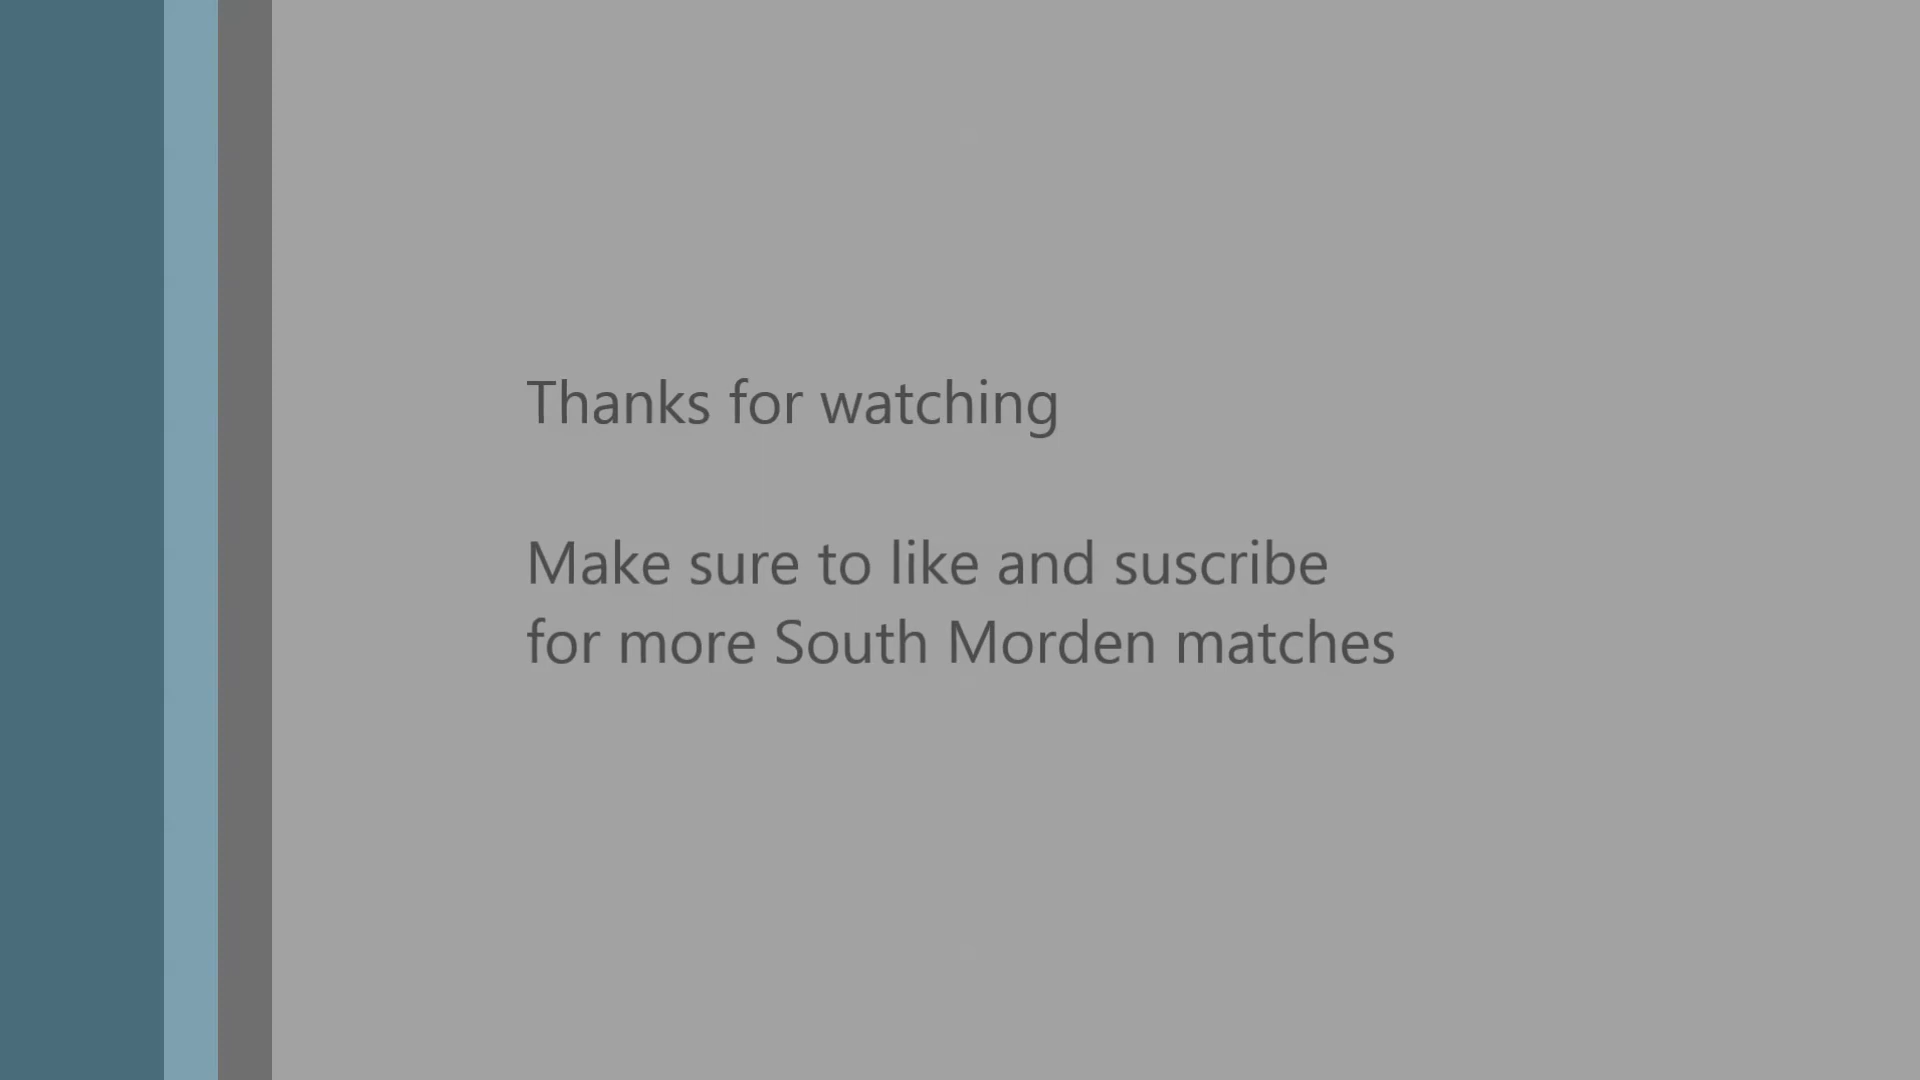 Thanks for watching
Make sure to like and suscribe
for more South Morden matches